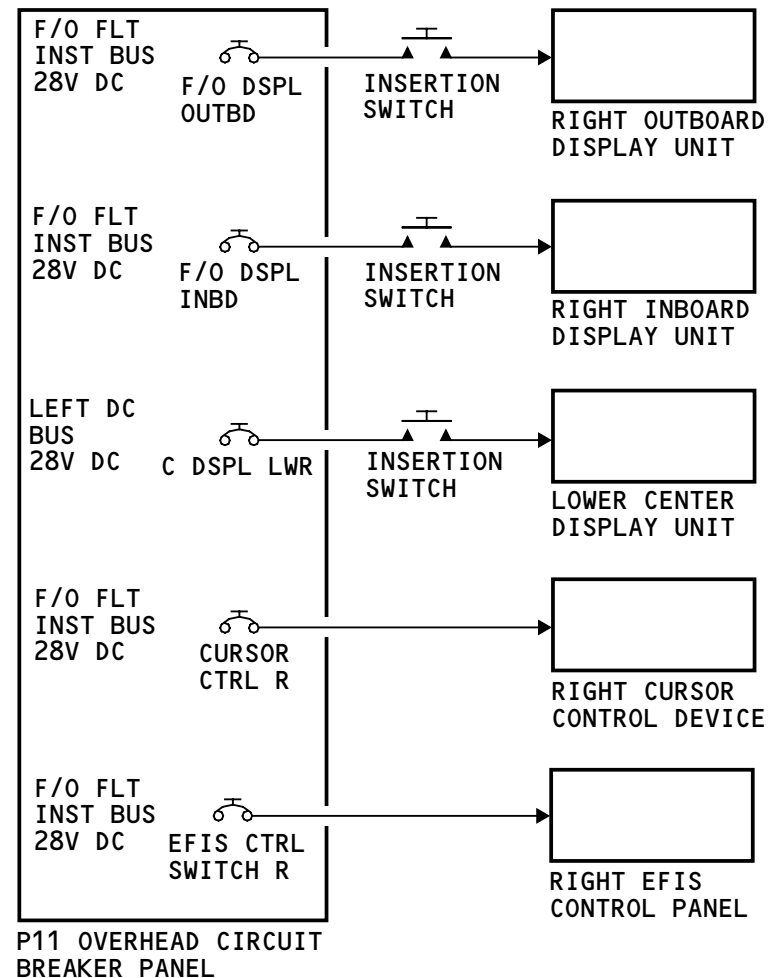 F/O FLT
INST BUS
28V DC
F/O DSPL
OUTBD
INSERTION
SWITCH
RIGHT OUTBOARD
DISPLAY UNIT
F/O FLT
INST BUS
28V DC
F/O DSPL
INBD
INSERTION
SWITCH
RIGHT INBOARD
DISPLAY UNIT
LEFT DC
BUS
28V DC
C DSPL LWR
INSERTION
SWITCH
LOWER CENTER
DISPLAY UNIT
F/O FLT
INST BUS
28V DC
CURSOR
CTRL R
RIGHT CURSOR
CONTROL DEVICE
F/O FLT
INST BUS
28V DC
EFIS CTRL
SWITCH R
RIGHT EFIS
CONTROL PANEL
P11 OVERHEAD CIRCUIT
BREAKER PANEL